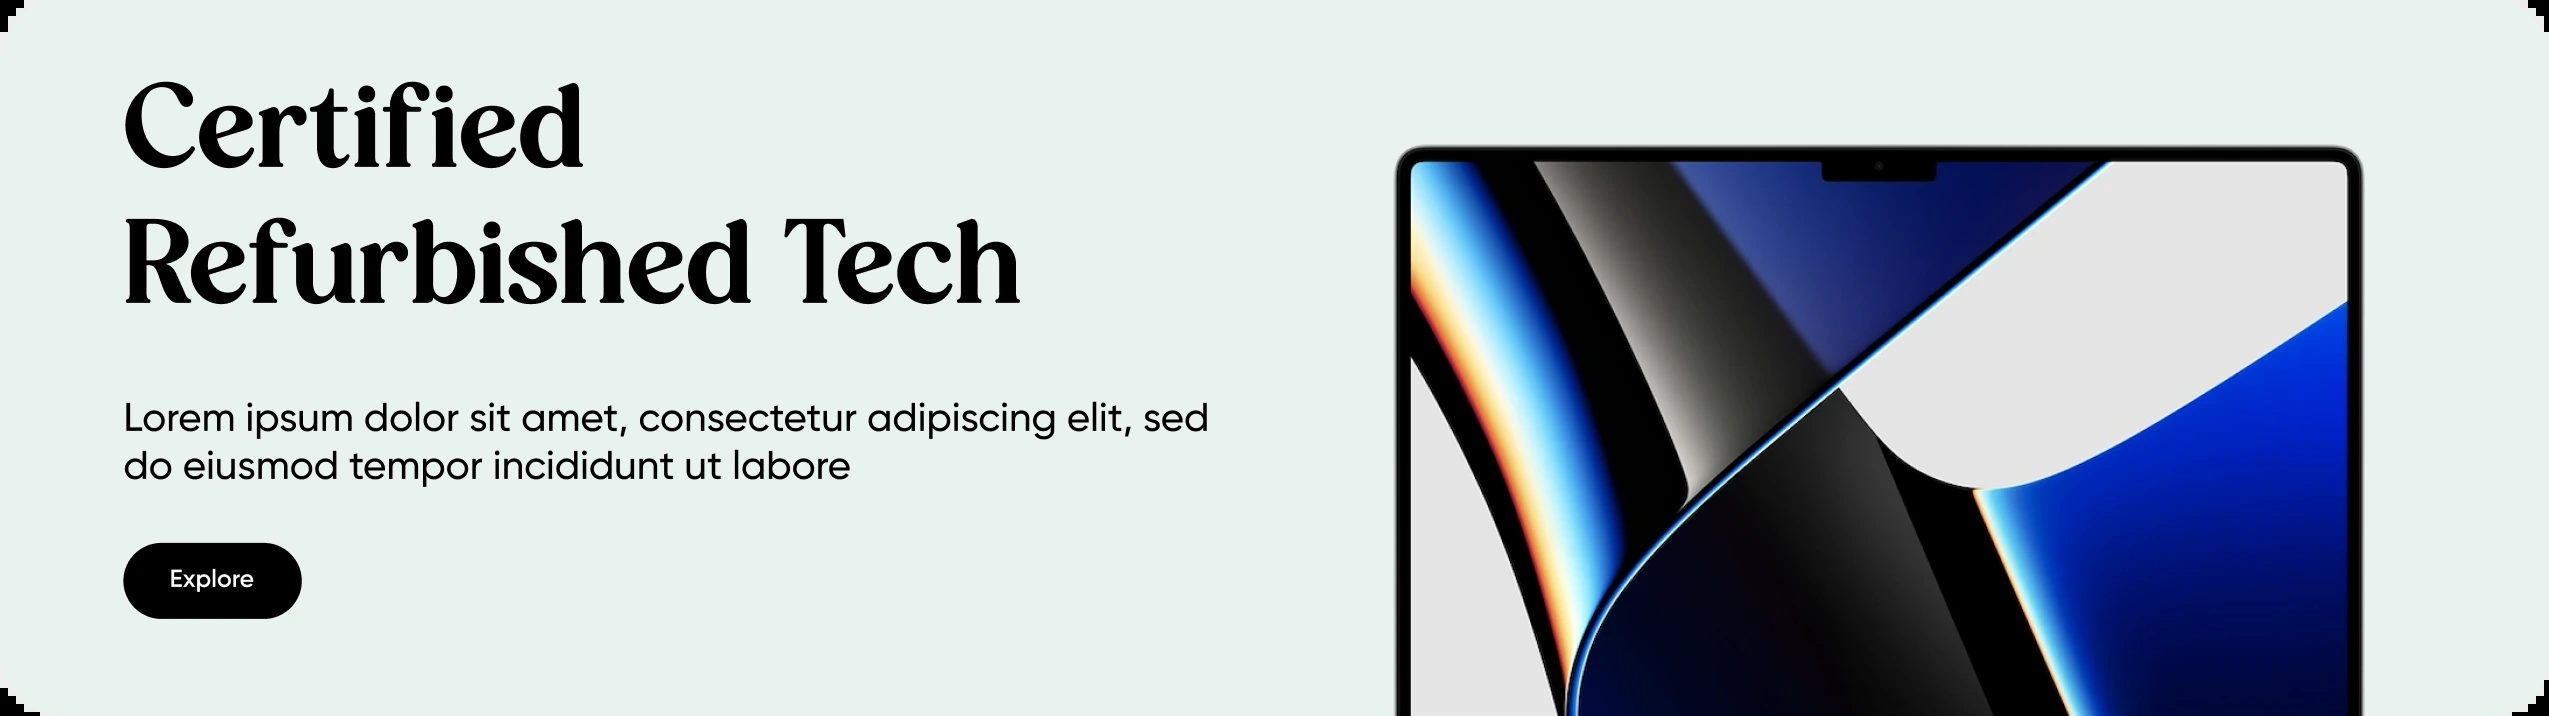 Certified
Refurbished Tech
Lorem ipsum dolor sit amet, consectetur adipiscing elit, sed
do eiusmod tempor incididunt ut labore
Explore